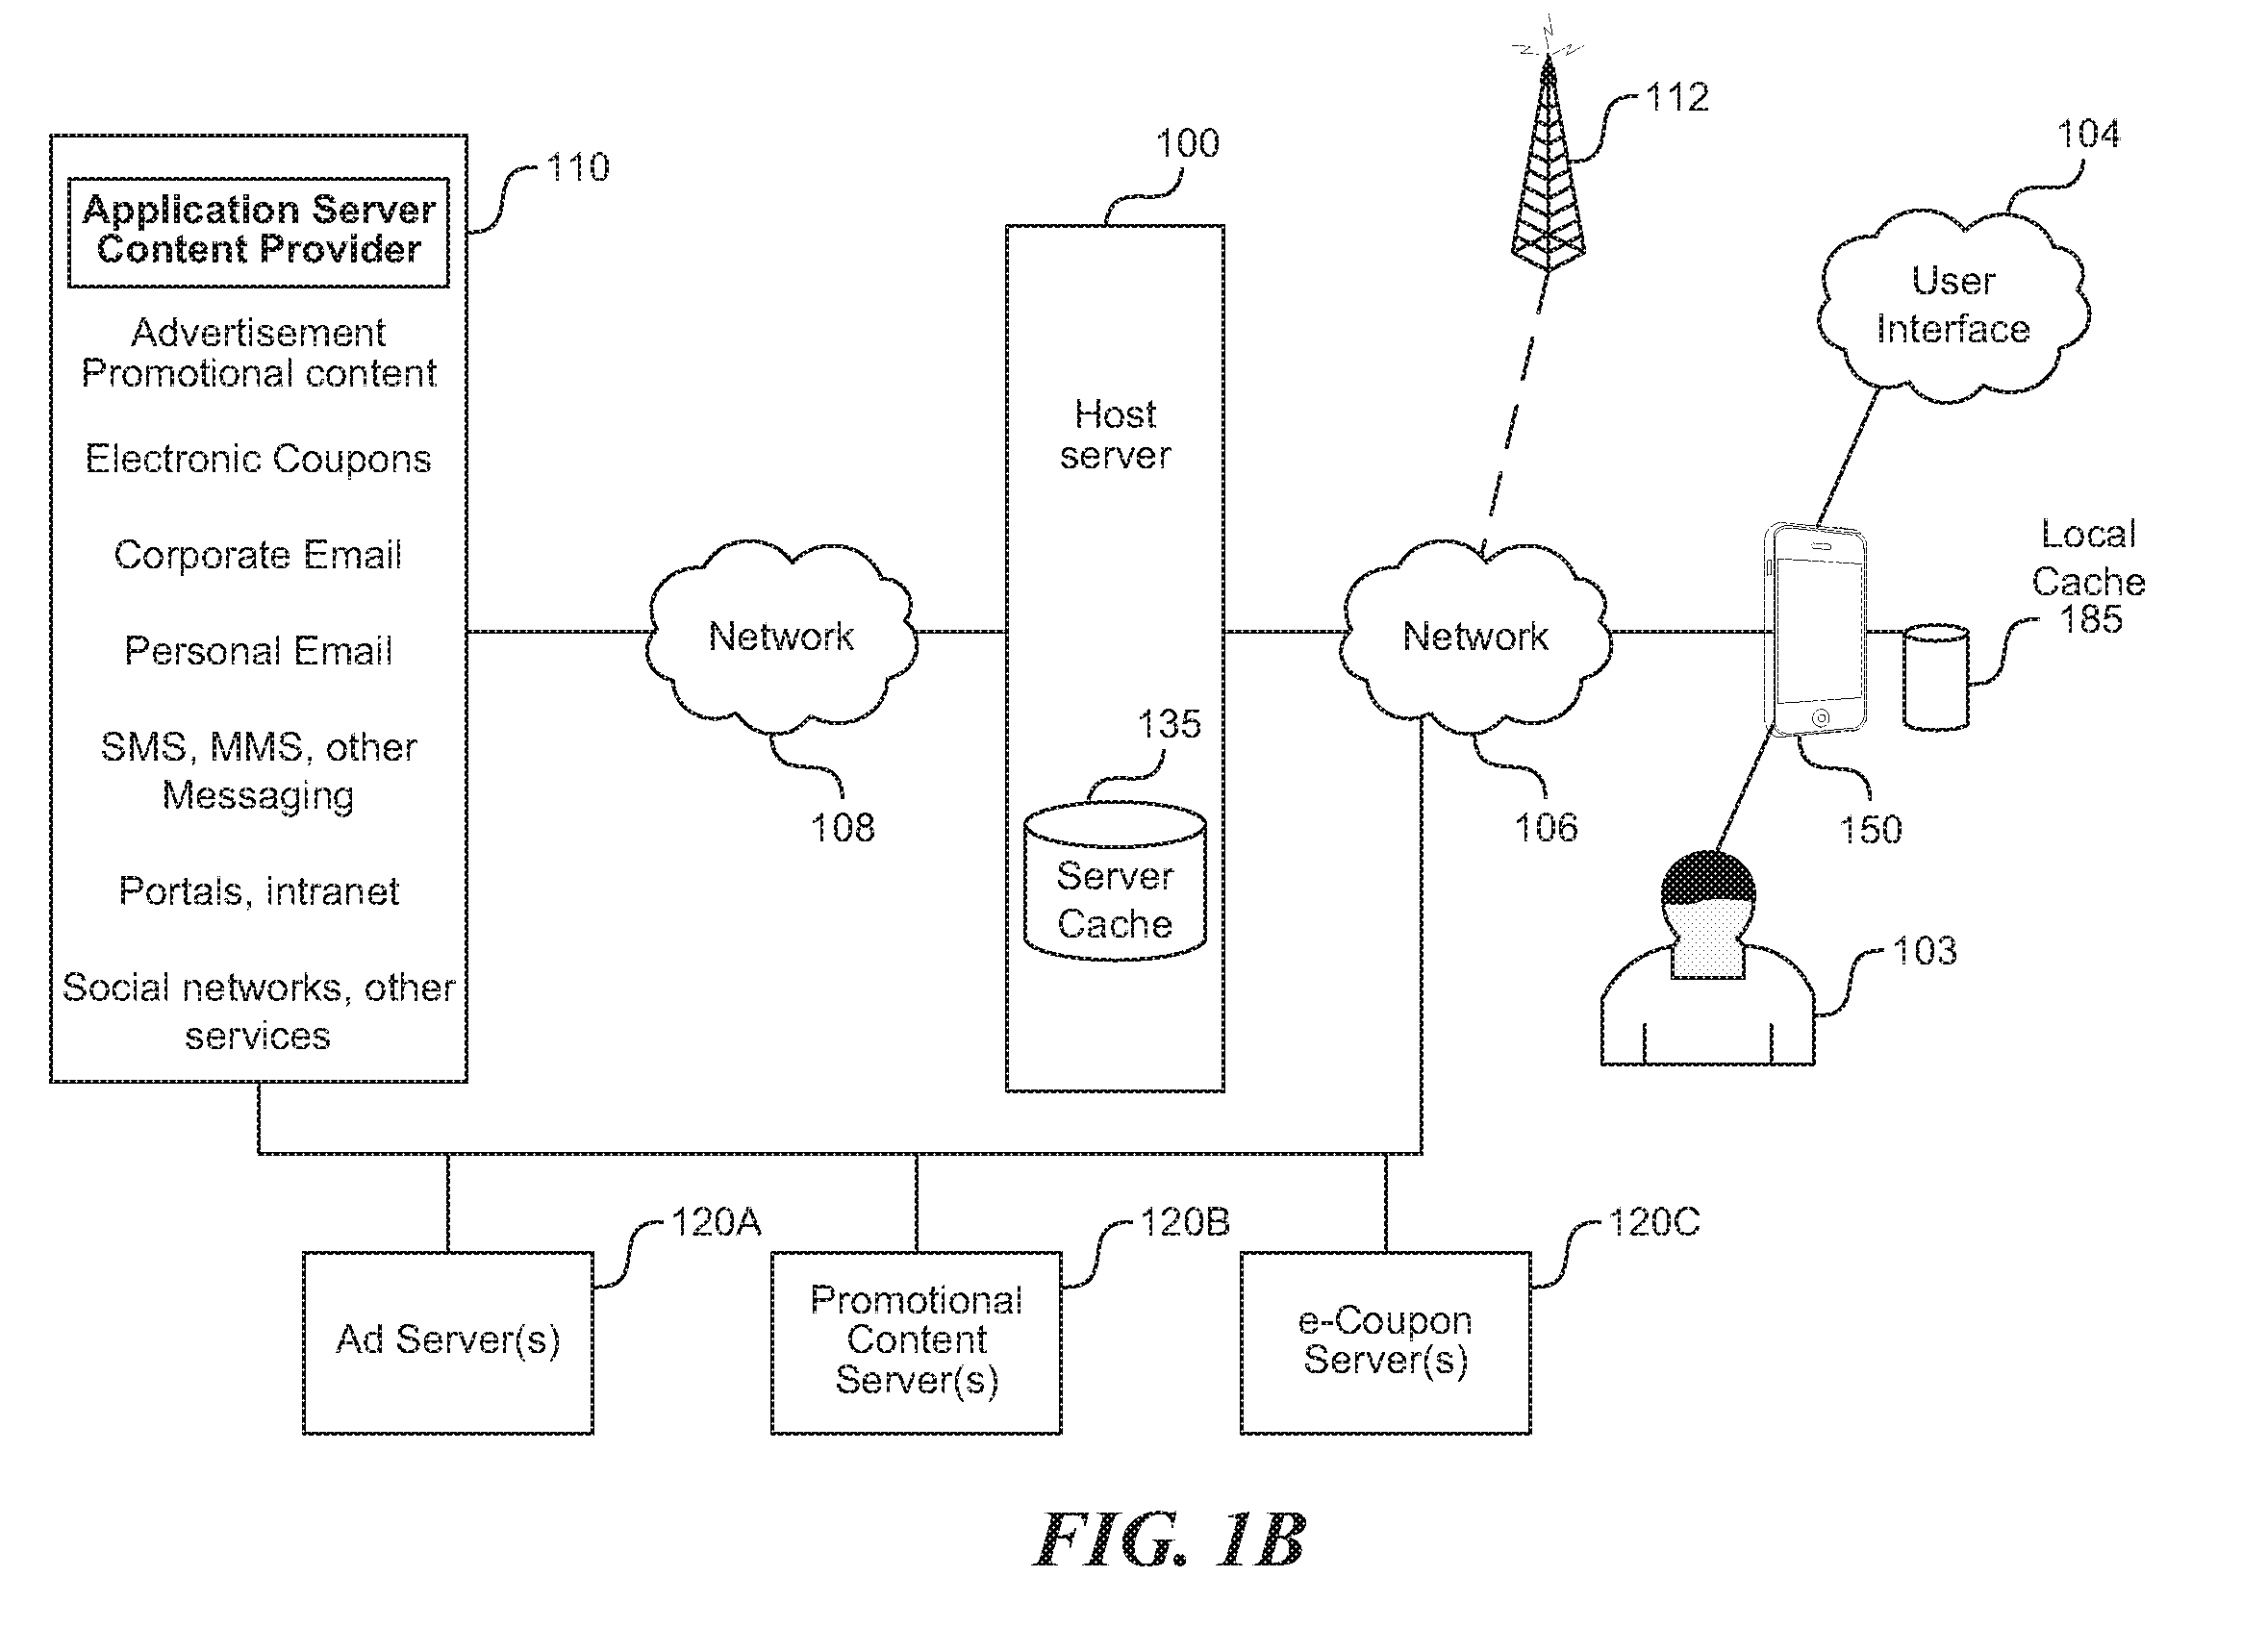 112
100
104
110
Application Server
Content Provider
Advertisement
Promotional content
Electronic Coupons
Corporate Email
Personal Email
SMS, MMS, other
Messaging
Portals, intranet
Social networks, other
services
Network
108
Host
server
135
Server
Cache
Network
106
User
Interface
Local
Cache
185
150
103
120A
Ad Server(s)
120B
Promotional
Content
Server(s)
120C
e-Coupon
Server(s)
FIG. 1B